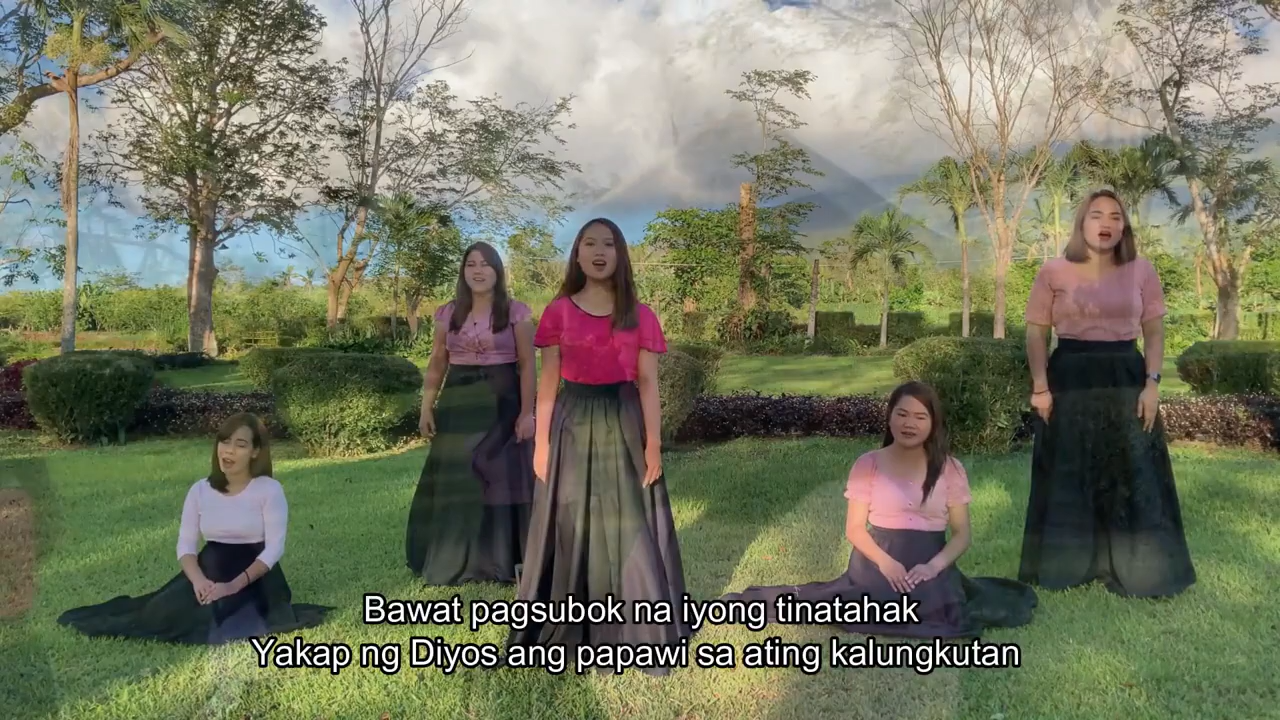 Bawat pagsubok na iyong tinatahak
Yakap ng Diyos ang papawi sa ating kalungkutan